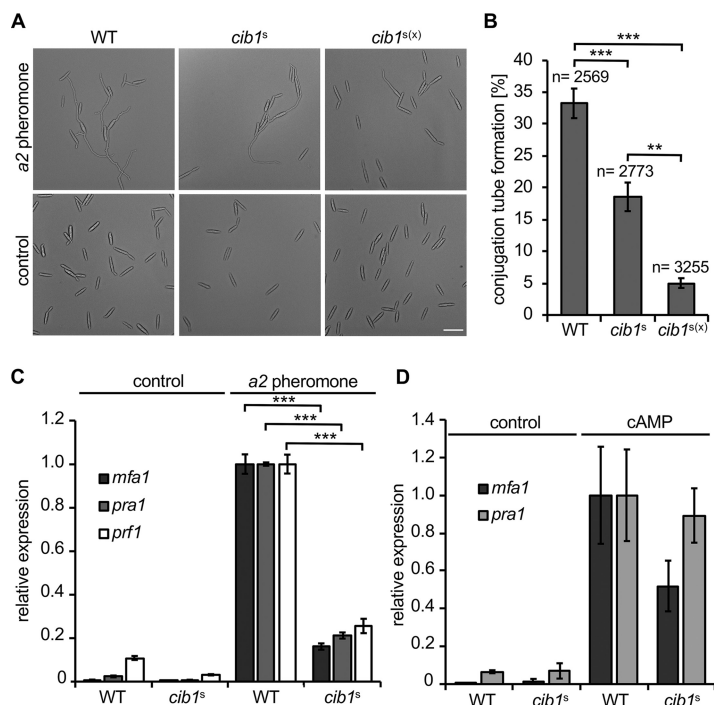 A
WT
cib1s
cib1s(x)
a2 pheromone
control
B
conjugation tube formation [%]
40
35
30
25
20
15
10
5
0
n= 2569
n= 2773
n= 3255
***
***
**
WT
cib1s
cib1s(x)
C
control
a2 pheromone
relative expression
1.2
1.0
0.8
0.6
0.4
0.2
0
mfa1
pra1
prf1
***
***
***
WT
cib1s
WT
cib1s
D
control
cAMP
relative expression
1.4
1.2
1.0
0.8
0.6
0.4
0.2
0
mfa1
pra1
WT
cib1s
WT
cib1s